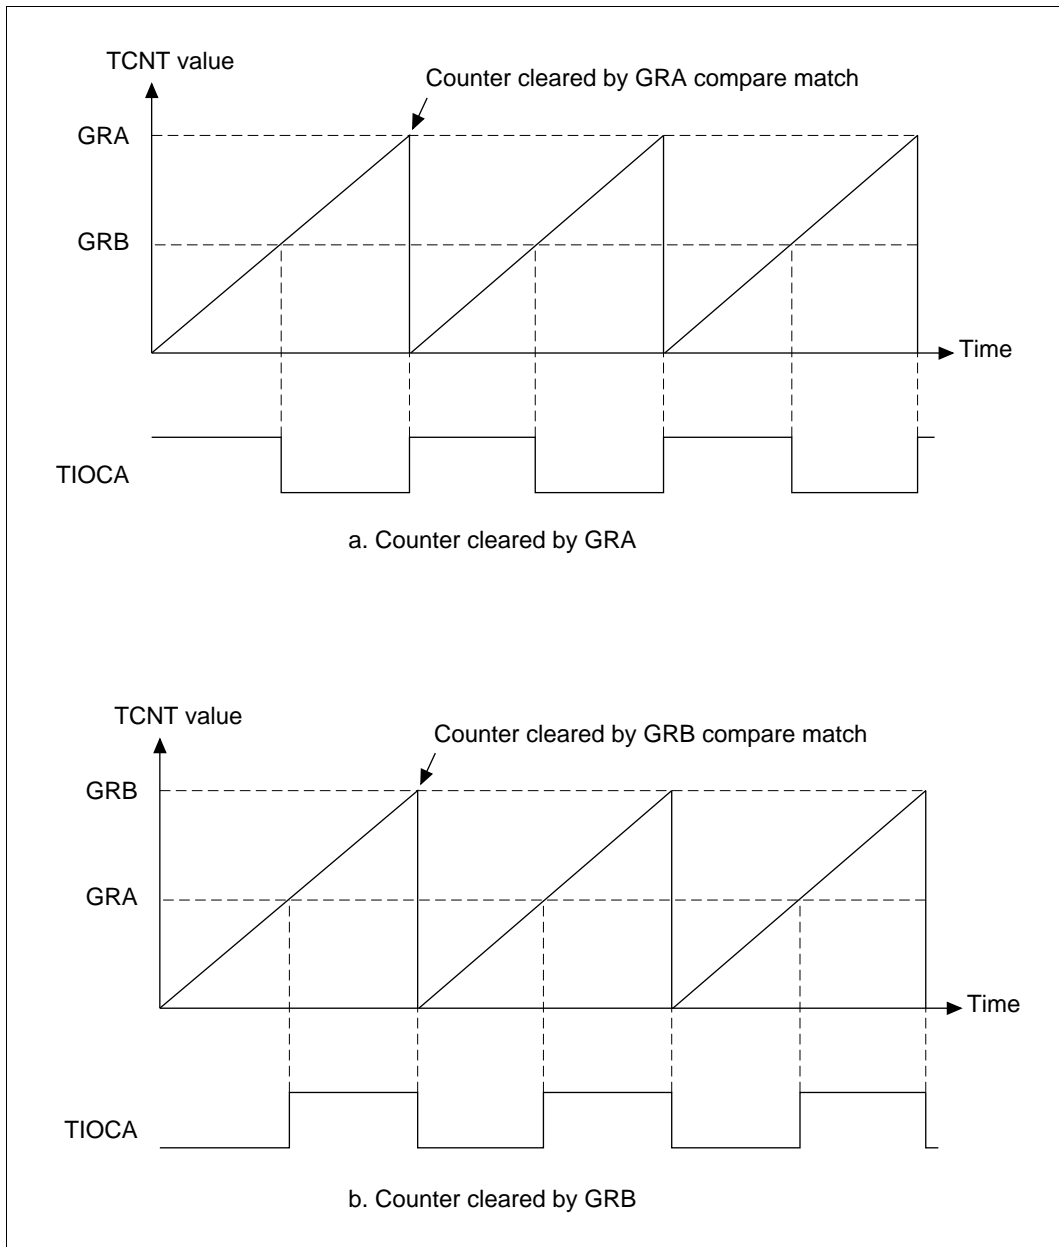 TCNT value
Counter cleared by GRA compare match
GRA
GRB
Time
TIOCA
a. Counter cleared by GRA
TCNT value
Counter cleared by GRB compare match
GRB
GRA
Time
TIOCA
b. Counter cleared by GRB